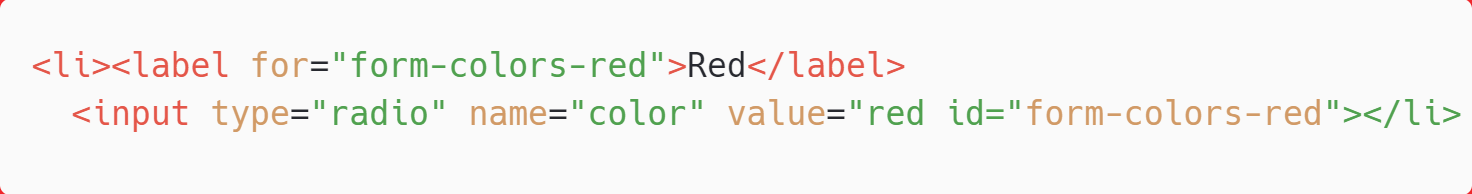 <li><label for="form-colors-red">Red</label>
<input type="radio" name="color" value="red id="form-colors-red"></li>